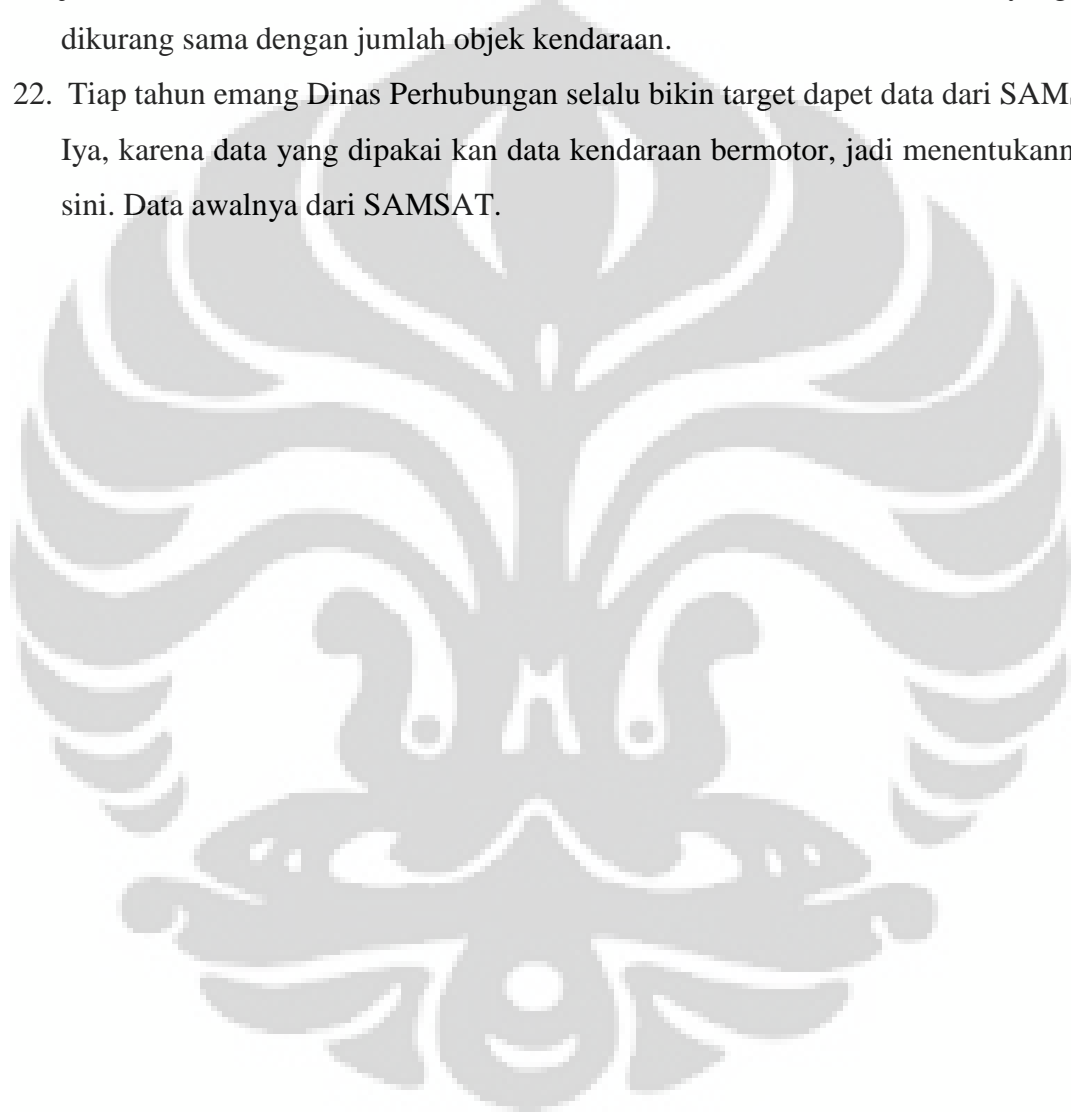 dikurang sama dengan jumlah objek kendaraan.
22. Tiap tahun emang Dinas Perhubungan selalu bikin target dapet data dari
Iya, karena data yang dipakai kan data kendaraan bermotor, jadi
sini. Data awalnya dari SAMSAT.